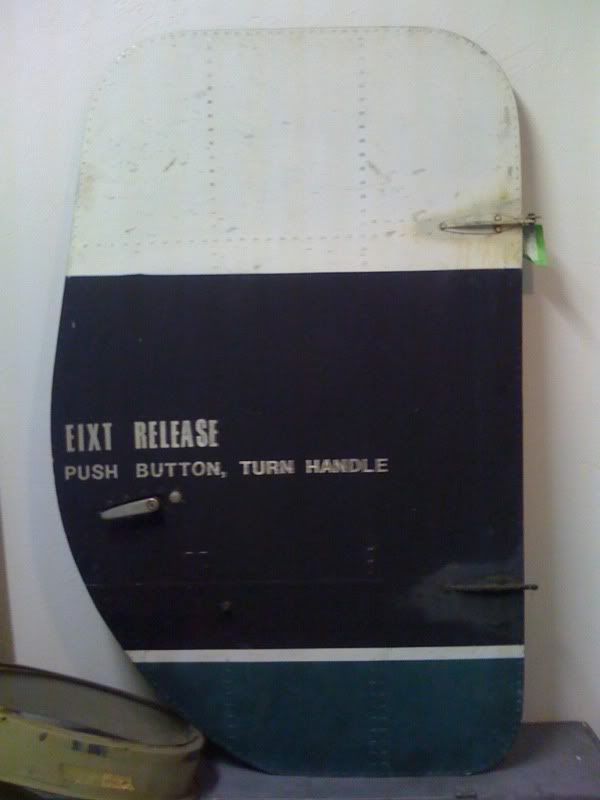 EIXT RELEASE
PUSH BUTTON, TURN HANDLE